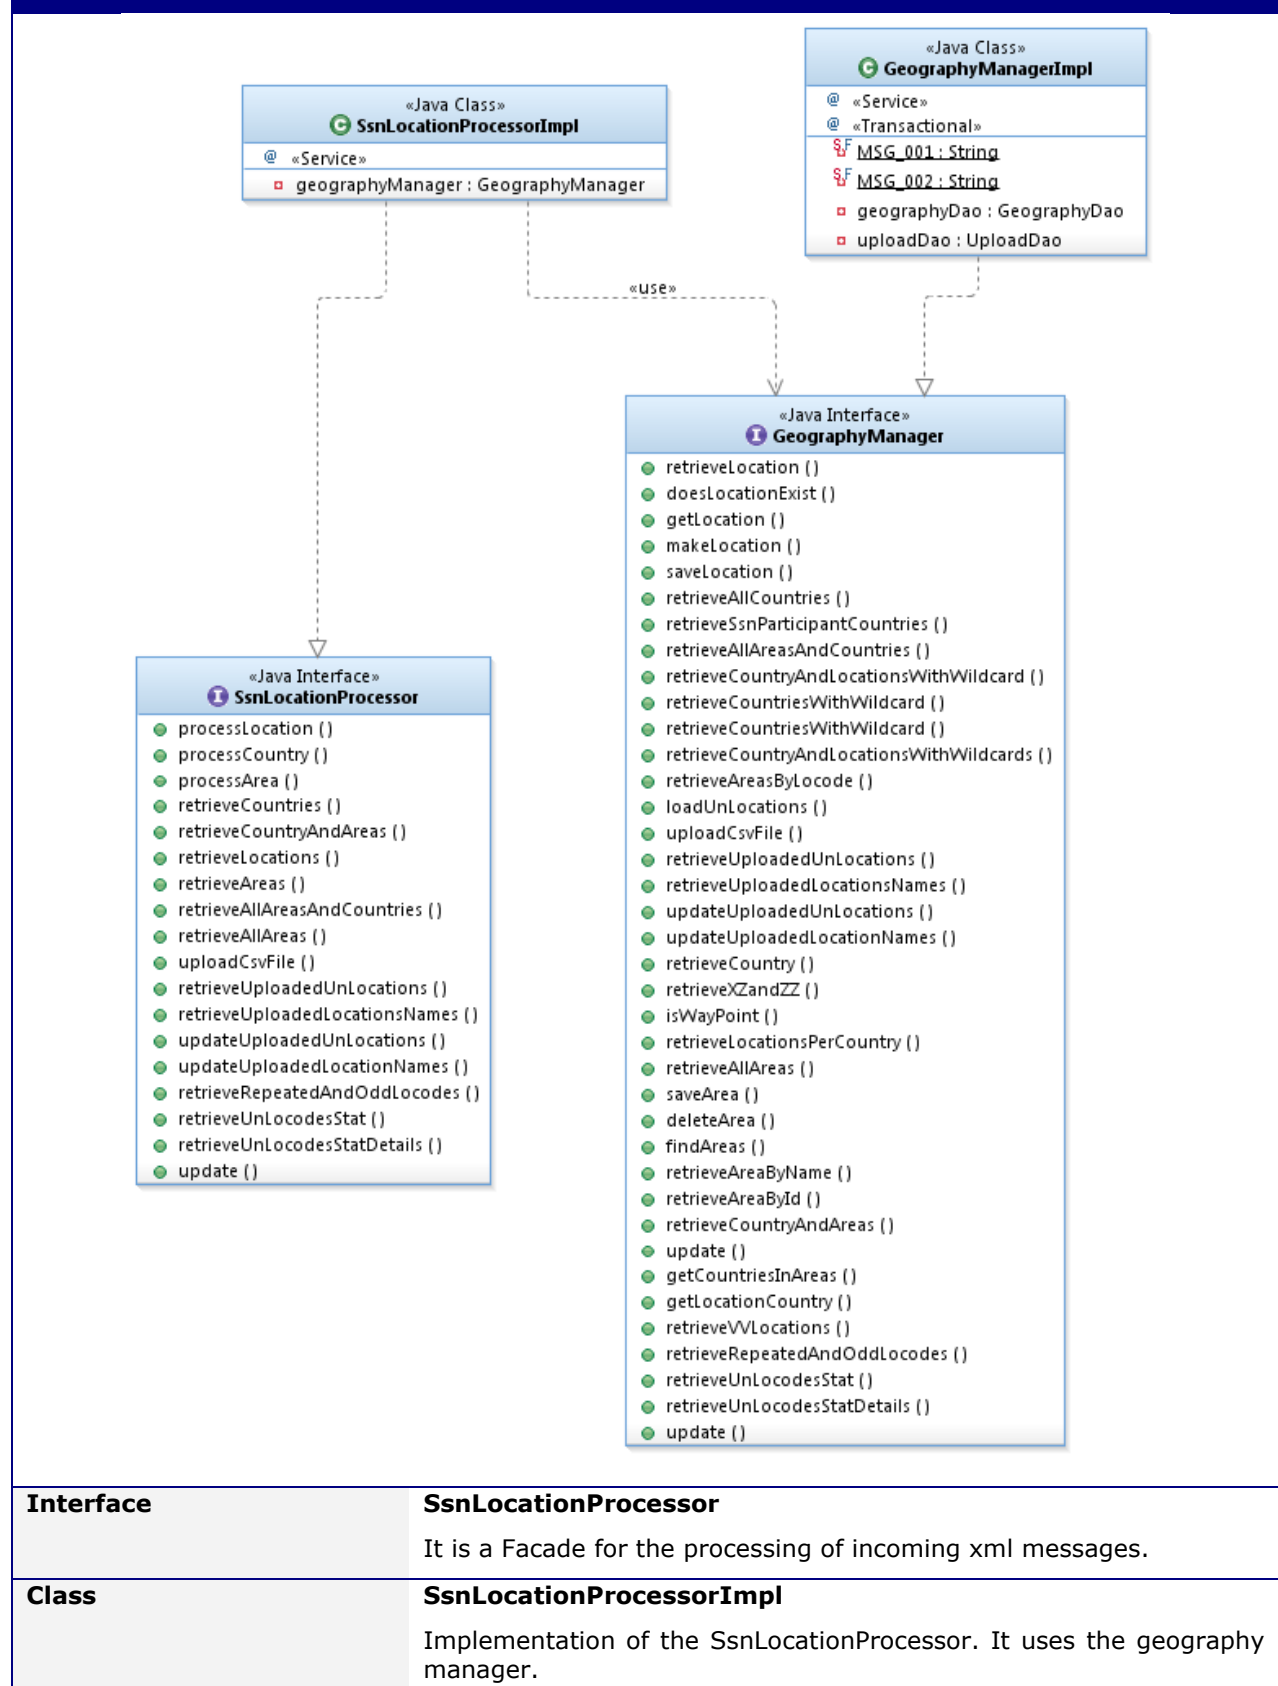 «Java Class»
SsnLocationProcessorImpl
@ «Service»
geographyManager : GeographyManager
«Java Class»
GeographyManagerImpl
@ «Service»
@ «Transactional»
MSG_001 : String
MSG_002 : String
geographyDao : GeographyDao
uploadDao : UploadDao
«use»
«Java Interface»
SsnLocationProcessor
processLocation ()
processCountry ()
processArea ()
retrieveCountries ()
retrieveCountryAndAreas ()
retrieveLocations ()
retrieveAreas ()
retrieveAllAreasAndCountries ()
retrieveAllAreas ()
uploadCsvFile ()
retrieveUploadedUnLocations ()
retrieveUploadedLocationsNames ()
updateUploadedUnLocations ()
updateUploadedLocationNames ()
retrieveRepeatedAndOddLocodes ()
retrieveUnLocodesStat ()
retrieveUnLocodesStatDetails ()
update ()
«Java Interface»
GeographyManager
retrieveLocation ()
doesLocationExist ()
getLocation ()
makeLocation ()
saveLocation ()
retrieveAllCountries ()
retrieveSsnParticipantCountries ()
retrieveAllAreasAndCountries ()
retrieveCountryAndLocationsWithWildcard ()
retrieveCountriesWithWildcard ()
retrieveCountriesWithWildcard ()
retrieveCountryAndLocationsWithWildcards ()
retrieveAreasByLocode ()
loadUnLocations ()
uploadCsvFile ()
retrieveUploadedUnLocations ()
retrieveUploadedLocationsNames ()
updateUploadedUnLocations ()
updateUploadedLocationNames ()
retrieveCountry ()
retrieveXZandZZ ()
isWayPoint ()
retrieveLocationsPerCountry ()
retrieveAllAreas ()
saveArea ()
deleteArea ()
findAreas ()
retrieveAreaByName ()
retrieveAreaById ()
retrieveCountryAndAreas ()
update ()
getCountriesInAreas ()
getLocationCountry ()
retrieveVVLocations ()
retrieveRepeatedAndOddLocodes ()
retrieveUnLocodesStat ()
retrieveUnLocodesStatDetails ()
update ()
Interface
SsnLocationProcessor
It is a Facade for the processing of incoming xml messages.
Class
SsnLocationProcessorImpl
Implementation of the SsnLocationProcessor. It uses the geography
manager.